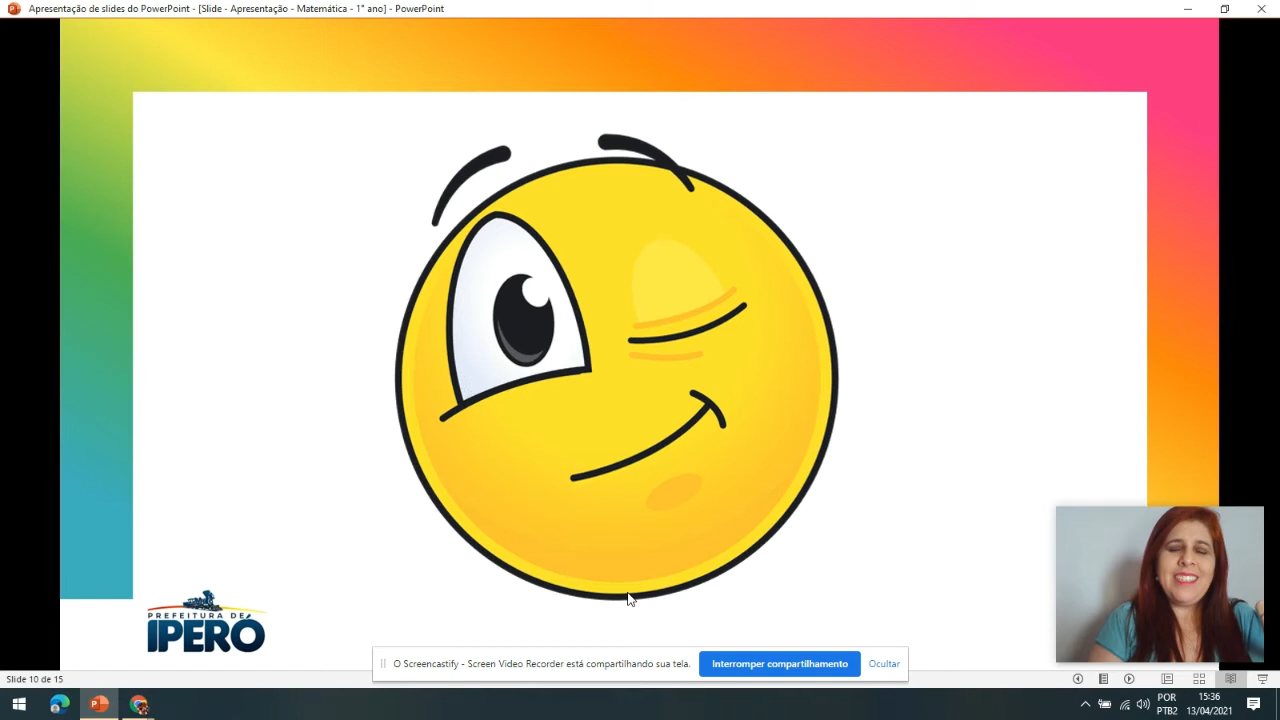 Apresentação de slides do PowerPoint - [Slide - Apresentação - Matemática - 1° ano] - PowerPoint
PREFEITURA DE
IPERÓ
O Screencastify - Screen Video Recorder está compartilhando sua tela.
Interromper compartilhamento
Ocultar
Slide 10 de 15
POR
PTB2
15:36
13/04/2021